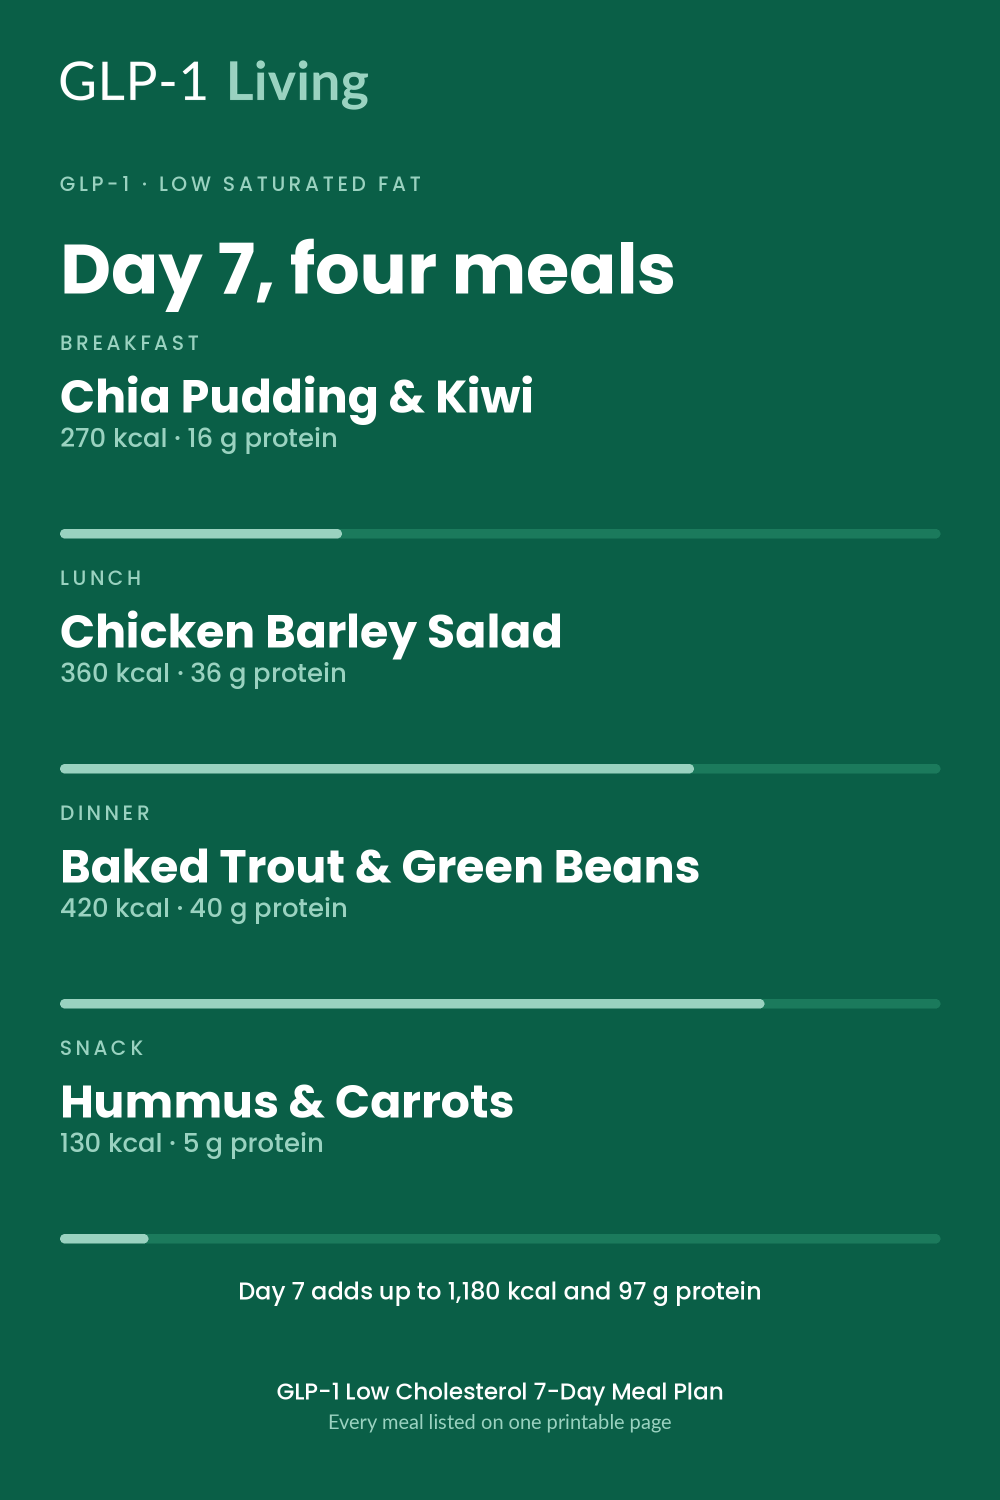 GLP-1 Living
GLP-1 · LOW SATURATED FAT
Day 7, four meals
BREAKFAST
Chia Pudding & Kiwi
270 kcal · 16 g protein
LUNCH
Chicken Barley Salad
360 kcal · 36 g protein
DINNER
Baked Trout & Green Beans
420 kcal · 40 g protein
SNACK
Hummus & Carrots
130 kcal · 5 g protein
Day 7 adds up to 1,180 kcal and 97 g protein
GLP-1 Low Cholesterol 7-Day Meal Plan
Every meal listed on one printable page